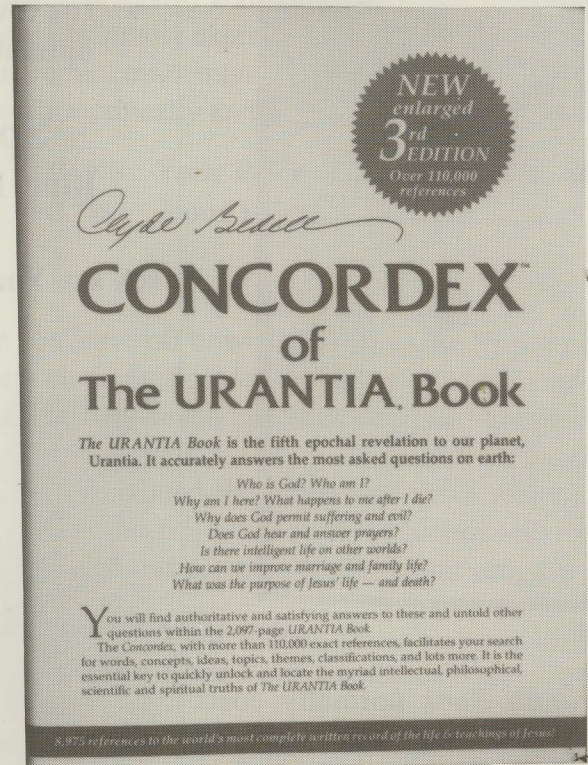 NEW
enlarged
3rd
EDITION
Over 110,000
references
Clyde Bedell
CONCORDEX™
of
The URANTIA® Book
The URANTIA Book is the fifth epochal revelation to our planet,
Urantia. It accurately answers the most asked questions on earth:
Who is God? Who am I?
Why am I here? What happens to me after I die?
Why does God permit suffering and evil?
Does God hear and answer prayers?
Is there intelligent life on other worlds?
How can we improve marriage and family life?
What was the purpose of Jesus' life — and death?
You will find authoritative and satisfying answers to these and untold other
questions within the 2,097-page URANTIA Book.
The Concordex, with more than 110,000 exact references, facilitates your search
for words, concepts, ideas, topics, themes, classifications, and lots more. It is the
essential key to quickly unlock and locate the myriad intellectual, philosophical,
scientific and spiritual truths of The URANTIA Book.
8,975 references to the world's most complete written record of the life & teachings of Jesus!